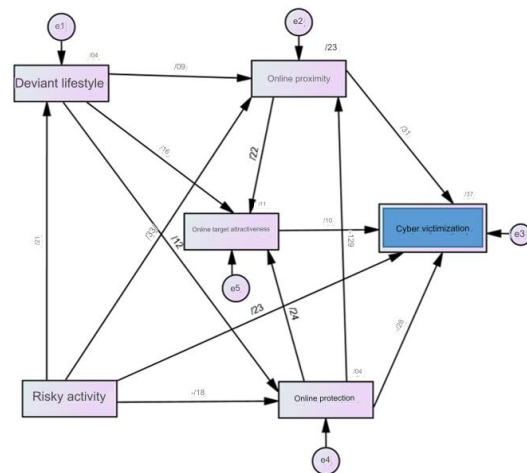 e1
e2
/04
/23
/09
Deviant lifestyle
Online proximity
/31
/16
/22
/11
/37
/33
/12
Online target attractiveness
/10
Cyber victimization
e3
/21
-129
e5
/23
/24
-/28
/04
Risky activity
-/18
Online protection
e4